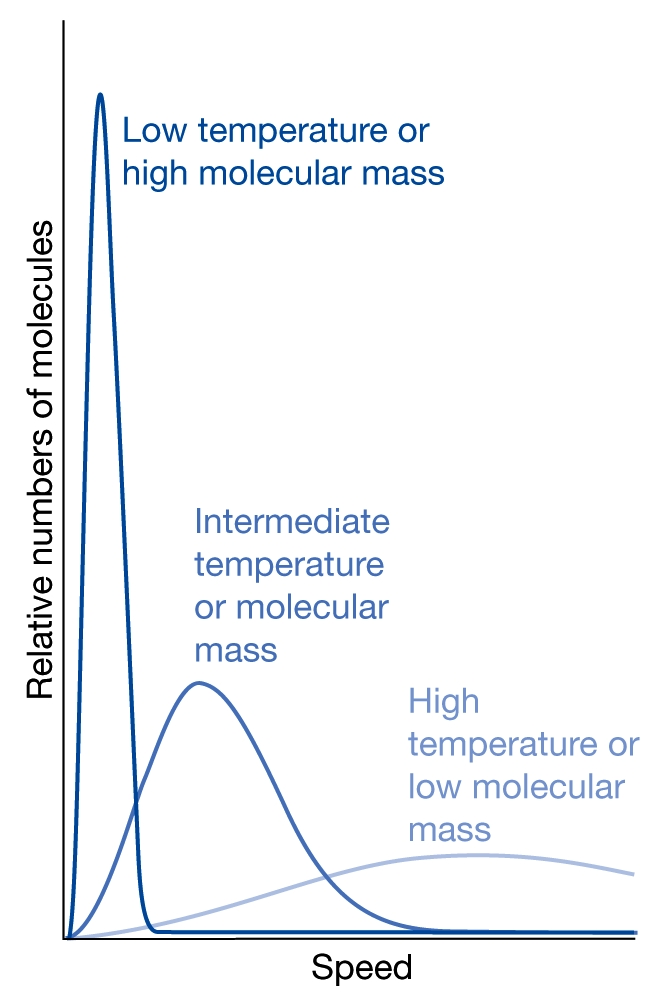 Relative numbers of molecules
Low temperature or
high molecular mass
Intermediate
temperature
or molecular
mass
High
temperature or
low molecular
mass
Speed